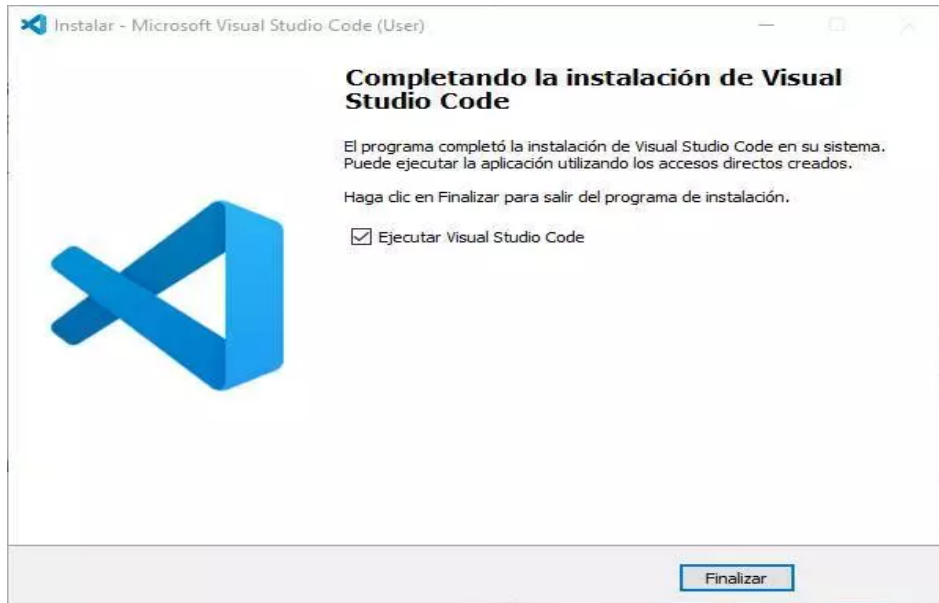 Instalar - Microsoft Visual Studio Code (User)
Completando la instalación de Visual
Studio Code
El programa completó la instalación de Visual Studio Code en su sistema.
Puede ejecutar la aplicación utilizando los accesos directos creados.
Haga clic en Finalizar para salir del programa de instalación.
Ejecutar Visual Studio Code
Finalizar